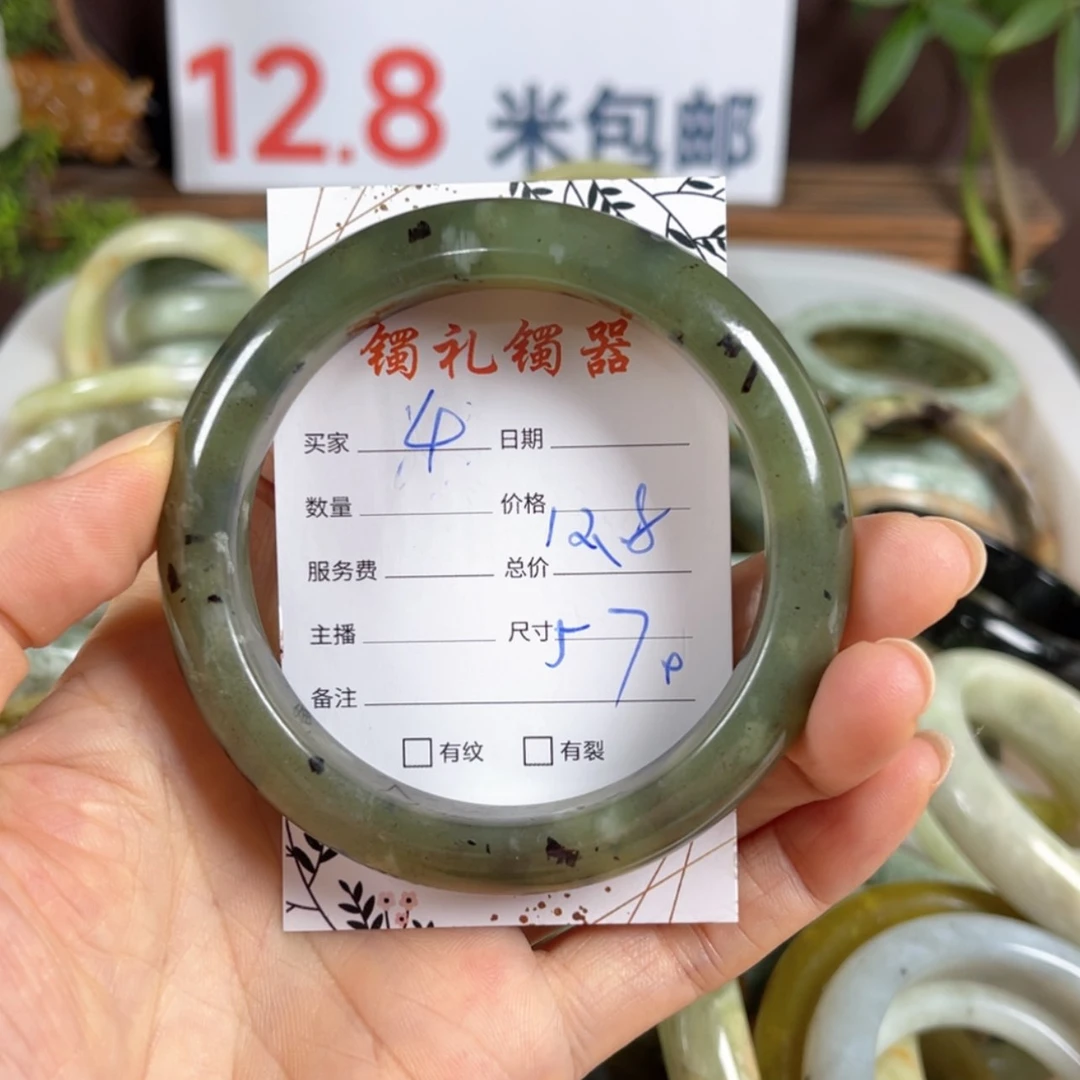 12.8 米包邮
镯礼镯器
买家 4 日期
数量 价格 12.8
服务费 总价
主播 尺寸 57p
备注
有纹 有裂